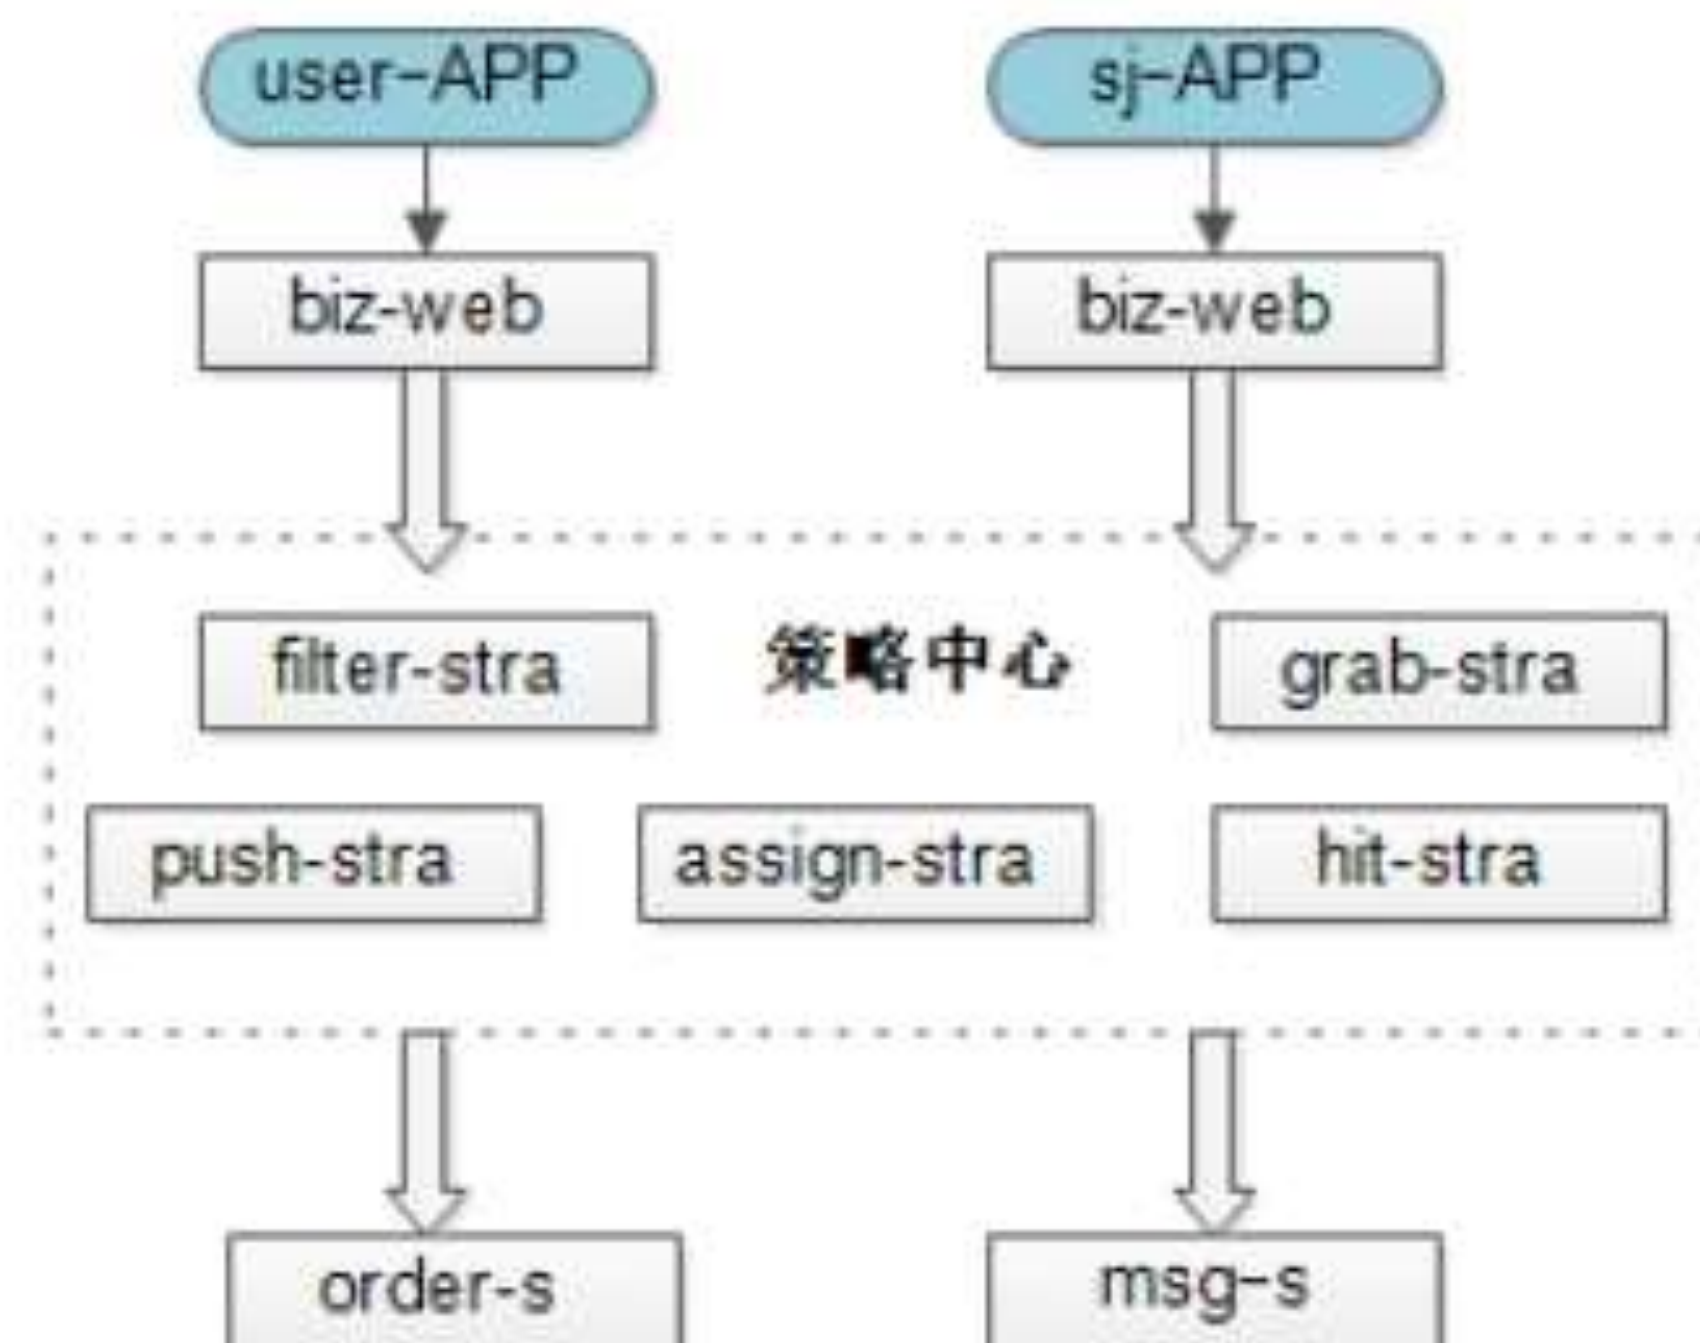 user-APP
sj-APP
biz-web
biz-web
filter-stra
策略中心
grab-stra
push-stra
assign-stra
hit-stra
order-s
msg-s